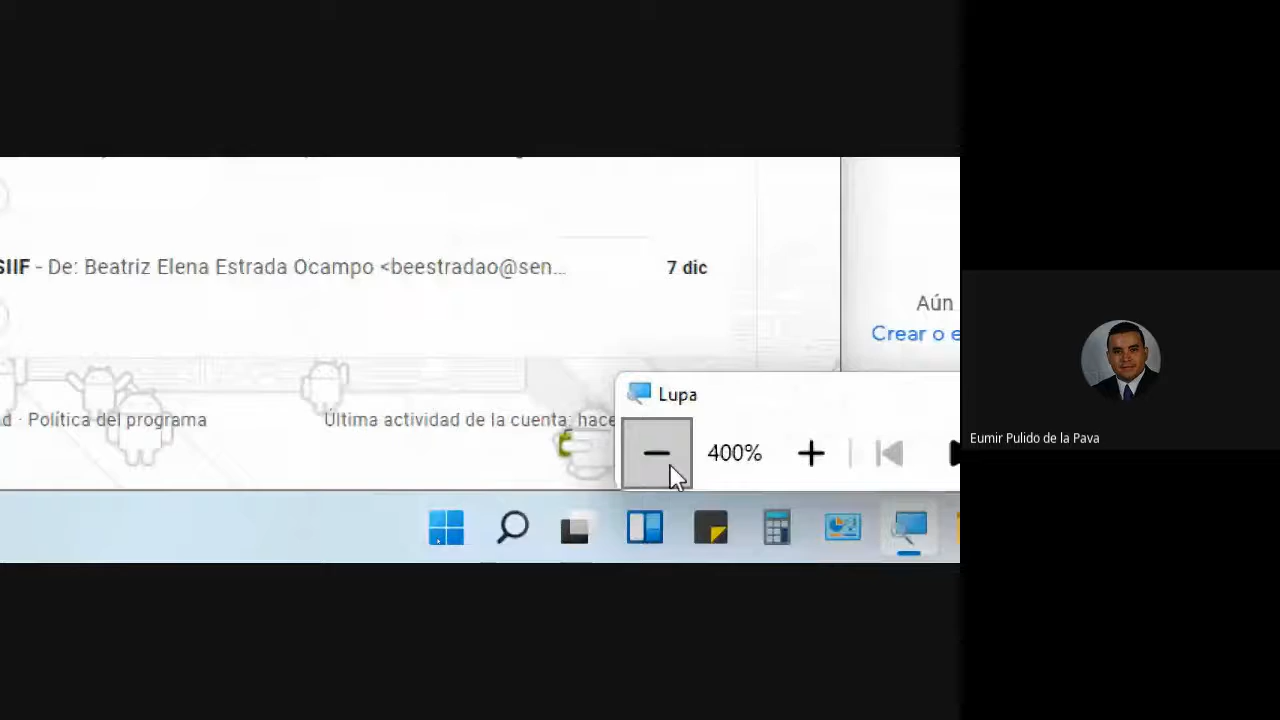 SIIF - De: Beatriz Elena Estrada Ocampo <beestradao@sen... 7 dic
Aún
Crear o e
Lupa
d · Política del programa Última actividad de la cuenta: hace
400%
Eumir Pulido de la Pava